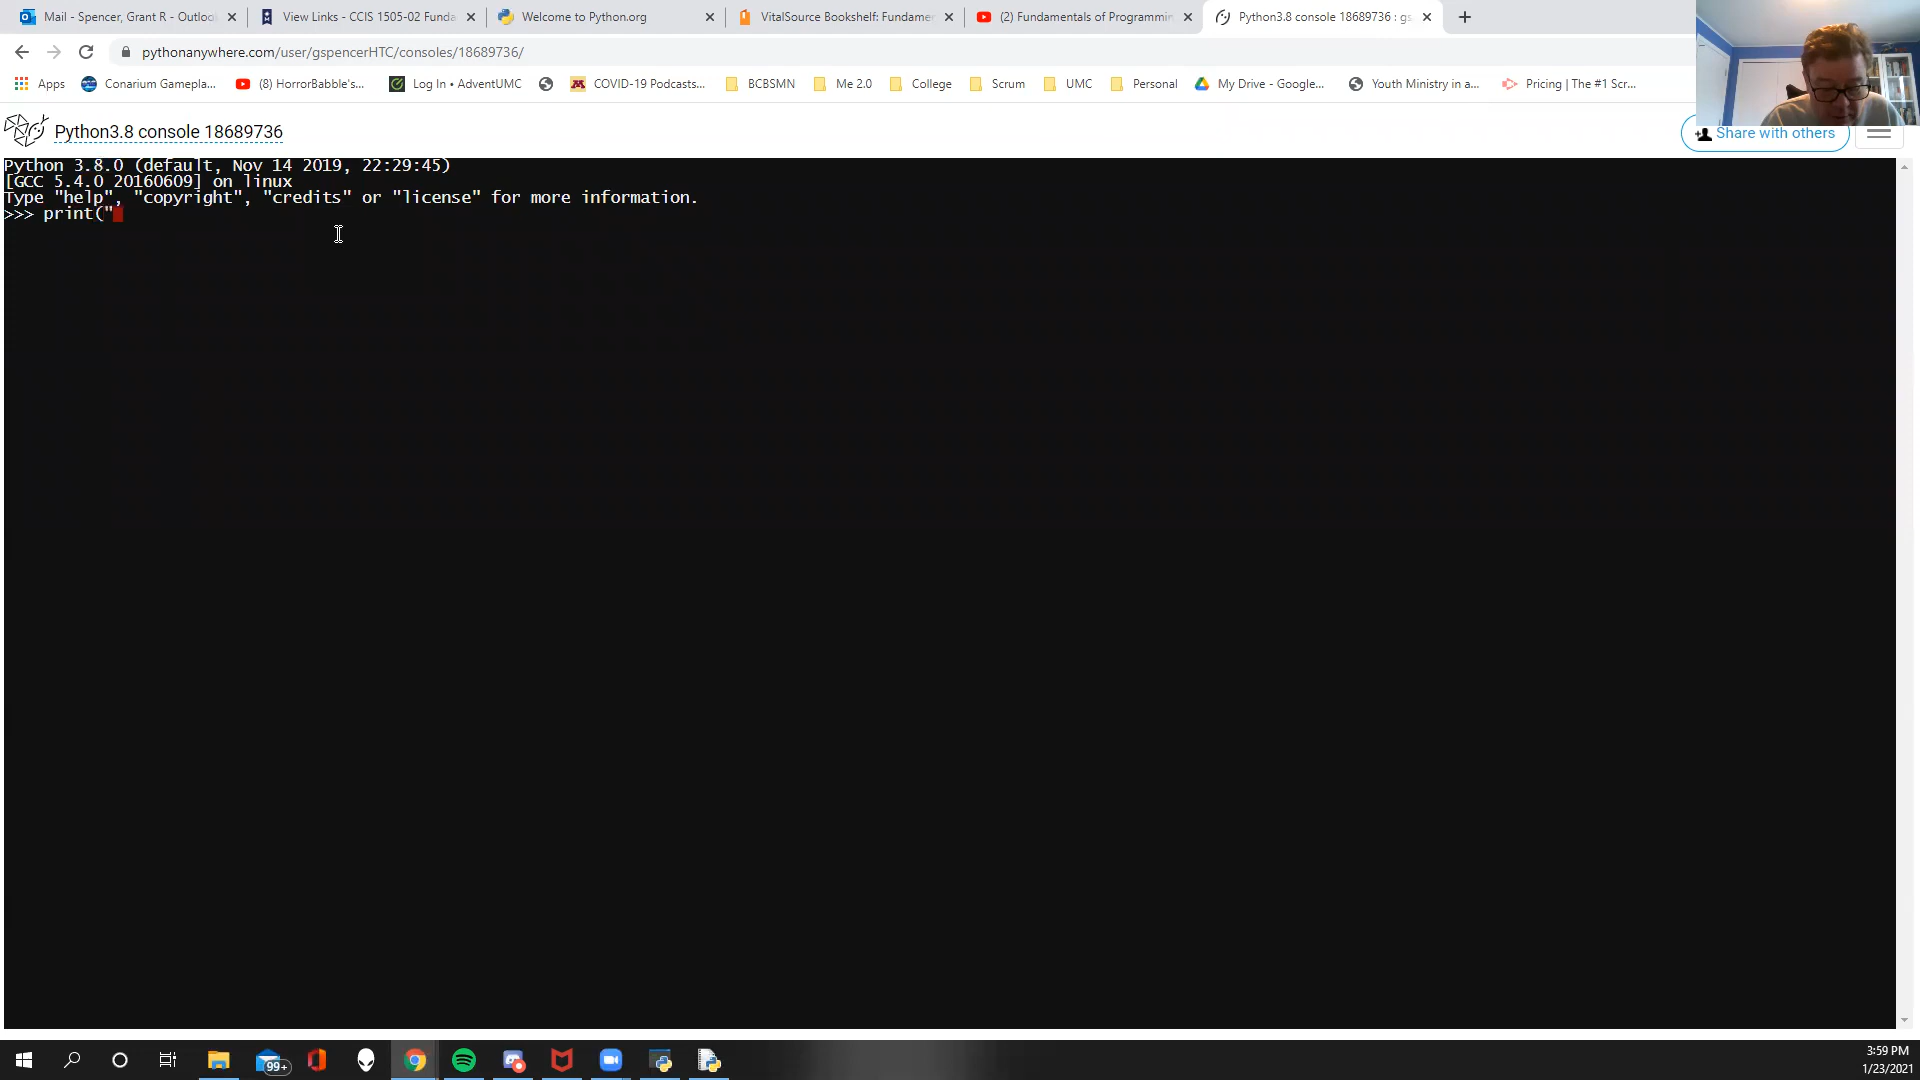 Mail - Spencer, Grant R - Outloo
View Links - CCIS 1505-02 Funda
Welcome to Python.org
VitalSource Bookshelf: Fundamen
(2) Fundamentals of Programmin
Python3.8 console 18689736 : gs
pythonanywhere.com/user/gspencerHTC/consoles/18689736/
Apps
Conarium Gamepla...
(8) HorrorBabble's...
Log In • AdventUMC
COVID-19 Podcasts...
BCBSMN
Me 2.0
College
Scrum
UMC
Personal
My Drive - Google...
Youth Ministry in a...
Pricing | The #1 Scr...
Python3.8 console 18689736
Share with others
Python 3.8.0 (default, Nov 14 2019, 22:29:45)
[GCC 5.4.0 20160609] on linux
Type "help", "copyright", "credits" or "license" for more information.
>>> print("
99+
3:59 PM
1/23/2021